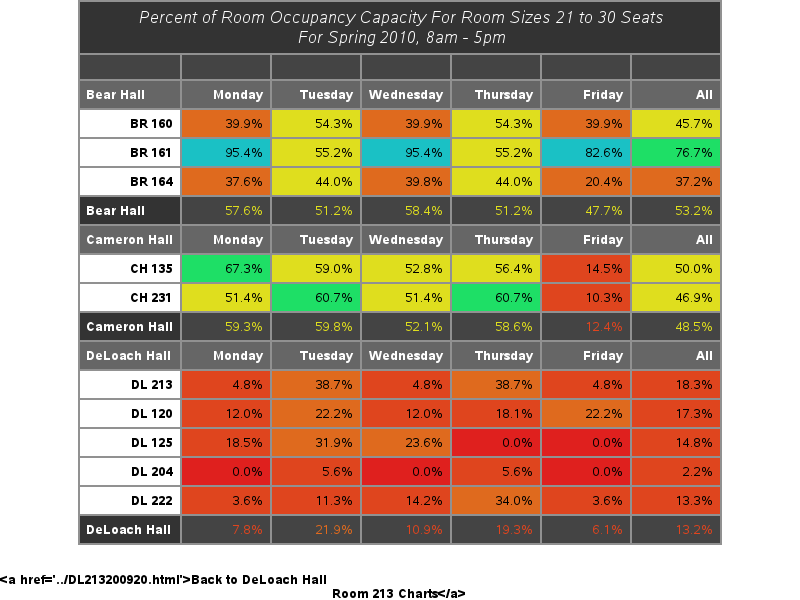 Percent of Room Occupancy Capacity For Room Sizes 21 to 30 Seats
For Spring 2010, 8am - 5pm
Bear Hall Monday Tuesday Wednesday Thursday Friday All
BR 160 39.9% 54.3% 39.9% 54.3% 39.9% 45.7%
BR 161 95.4% 55.2% 95.4% 55.2% 82.6% 76.7%
BR 164 37.6% 44.0% 39.8% 44.0% 20.4% 37.2%
Bear Hall 57.6% 51.2% 58.4% 51.2% 47.7% 53.2%
Cameron Hall Monday Tuesday Wednesday Thursday Friday All
CH 135 67.3% 59.0% 52.8% 56.4% 14.5% 50.0%
CH 231 51.4% 60.7% 51.4% 60.7% 10.3% 46.9%
Cameron Hall 59.3% 59.8% 52.1% 58.6% 12.4% 48.5%
DeLoach Hall Monday Tuesday Wednesday Thursday Friday All
DL 213 4.8% 38.7% 4.8% 38.7% 4.8% 18.3%
DL 120 12.0% 22.2% 12.0% 18.1% 22.2% 17.3%
DL 125 18.5% 31.9% 23.6% 0.0% 0.0% 14.8%
DL 204 0.0% 5.6% 0.0% 5.6% 0.0% 2.2%
DL 222 3.6% 11.3% 14.2% 34.0% 3.6% 13.3%
DeLoach Hall 7.8% 21.9% 10.9% 19.3% 6.1% 13.2%
<a href='../DL213200920.html'>Back to DeLoach Hall
Room 213 Charts</a>